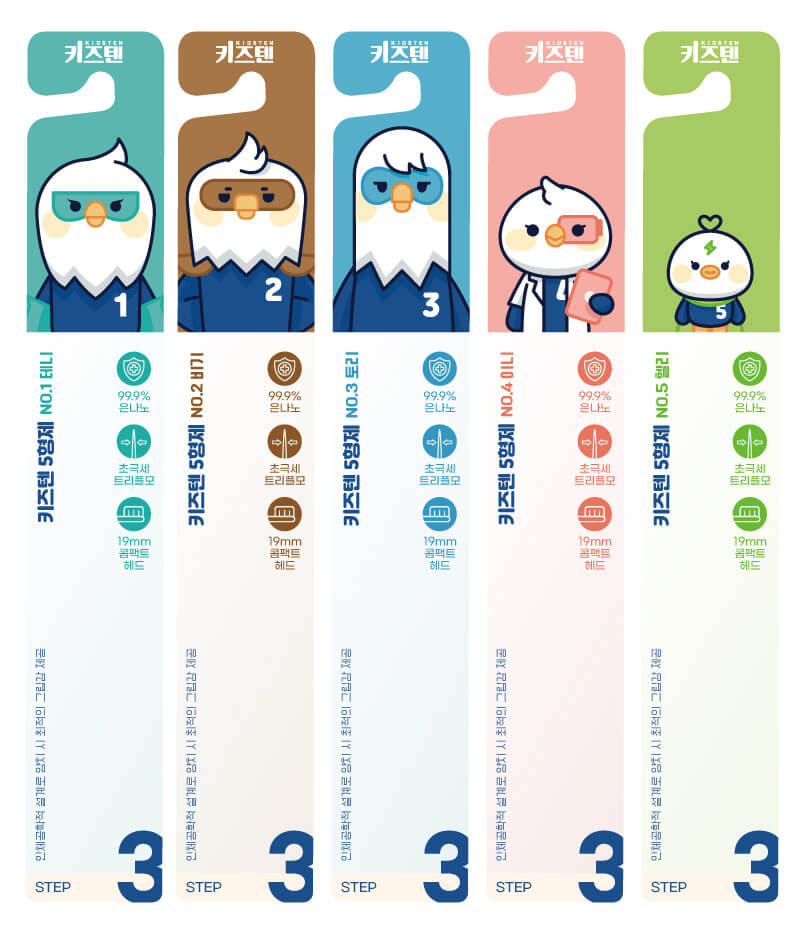 KIDSTEN
키즈텐
1
키즈텐 5형제 NO.1 테니
99.9%
은나노
초극세
트리플모
19mm
콤팩트
헤드
인체공학적 설계로 양치 시 최적의 그립감 제공
STEP
3
KIDSTEN
키즈텐
2
키즈텐 5형제 NO.2 비기
99.9%
은나노
초극세
트리플모
19mm
콤팩트
헤드
인체공학적 설계로 양치 시 최적의 그립감 제공
STEP
3
KIDSTEN
키즈텐
3
키즈텐 5형제 NO.3 토리
99.9%
은나노
초극세
트리플모
19mm
콤팩트
헤드
인체공학적 설계로 양치 시 최적의 그립감 제공
STEP
3
KIDSTEN
키즈텐
4
키즈텐 5형제 NO.4 이니
99.9%
은나노
초극세
트리플모
19mm
콤팩트
헤드
인체공학적 설계로 양치 시 최적의 그립감 제공
STEP
3
KIDSTEN
키즈텐
5
키즈텐 5형제 NO.5 헬리
99.9%
은나노
초극세
트리플모
19mm
콤팩트
헤드
인체공학적 설계로 양치 시 최적의 그립감 제공
STEP
3